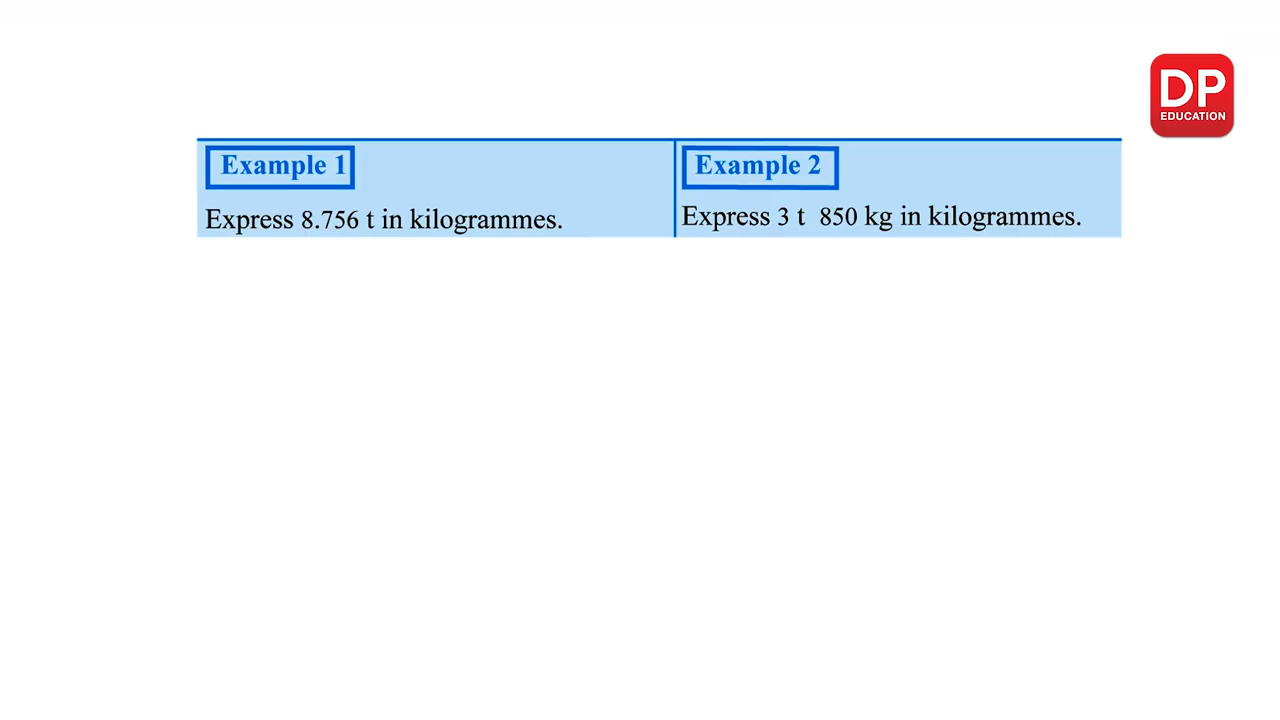 DP
EDUCATION
Example 1
Express 8.756 t in kilogrammes.
Example 2
Express 3 t 850 kg in kilogrammes.